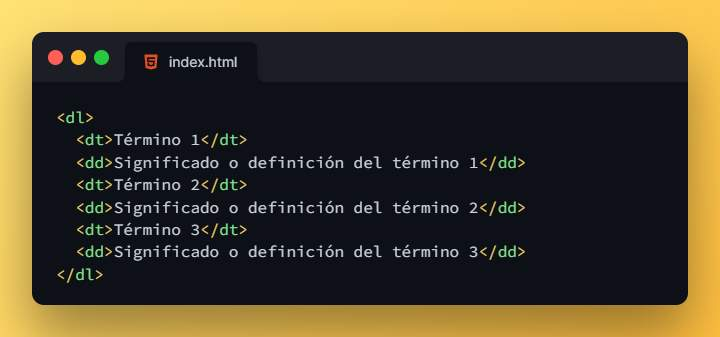 index.html
<dl>
  <dt>Término 1</dt>
  <dd>Significado o definición del término 1</dd>
  <dt>Término 2</dt>
  <dd>Significado o definición del término 2</dd>
  <dt>Término 3</dt>
  <dd>Significado o definición del término 3</dd>
</dl>